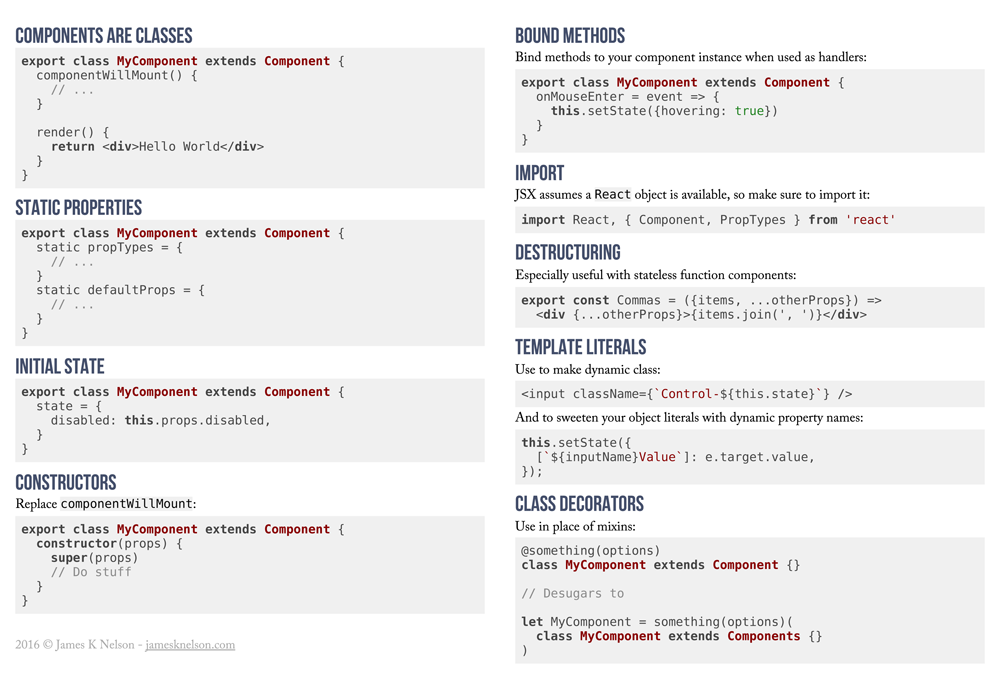 COMPONENTS ARE CLASSES
export class MyComponent extends Component {
  componentWillMount() {
    // ...
  }

  render() {
    return <div>Hello World</div>
  }
}
STATIC PROPERTIES
export class MyComponent extends Component {
  static propTypes = {
    // ...
  }
  static defaultProps = {
    // ...
  }
}
INITIAL STATE
export class MyComponent extends Component {
  state = {
    disabled: this.props.disabled,
  }
}
CONSTRUCTORS
Replace componentWillMount:
export class MyComponent extends Component {
  constructor(props) {
    super(props)
    // Do stuff
  }
}
2016 © James K Nelson - jamesknelson.com
BOUND METHODS
Bind methods to your component instance when used as handlers:
export class MyComponent extends Component {
  onMouseEnter = event => {
    this.setState({hovering: true})
  }
}
IMPORT
JSX assumes a React object is available, so make sure to import it:
import React, { Component, PropTypes } from 'react'
DESTRUCTURING
Especially useful with stateless function components:
export const Commas = ({items, ...otherProps}) =>
  <div {...otherProps}>{items.join(', ')}</div>
TEMPLATE LITERALS
Use to make dynamic class:
<input className={`Control-${this.state}`} />
And to sweeten your object literals with dynamic property names:
this.setState({
  [`${inputName}Value`]: e.target.value,
});
CLASS DECORATORS
Use in place of mixins:
@something(options)
class MyComponent extends Component {}

// Desugars to

let MyComponent = something(options)(
  class MyComponent extends Components {}
)